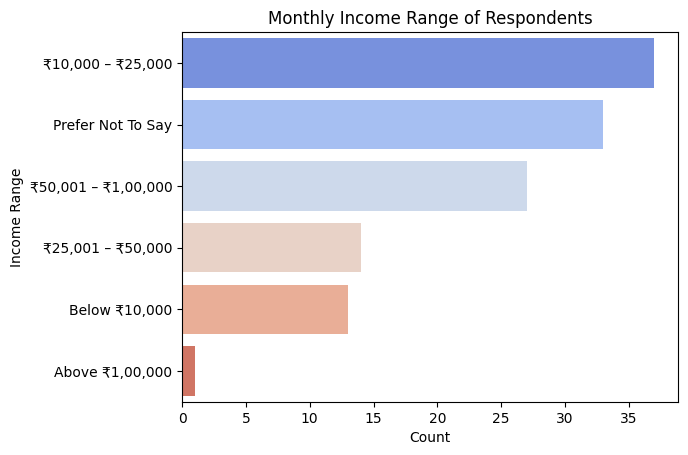 Monthly Income Range of Respondents
Income Range
₹10,000 – ₹25,000
Prefer Not To Say
₹50,001 – ₹1,00,000
₹25,001 – ₹50,000
Below ₹10,000
Above ₹1,00,000
0 5 10 15 20 25 30 35
Count